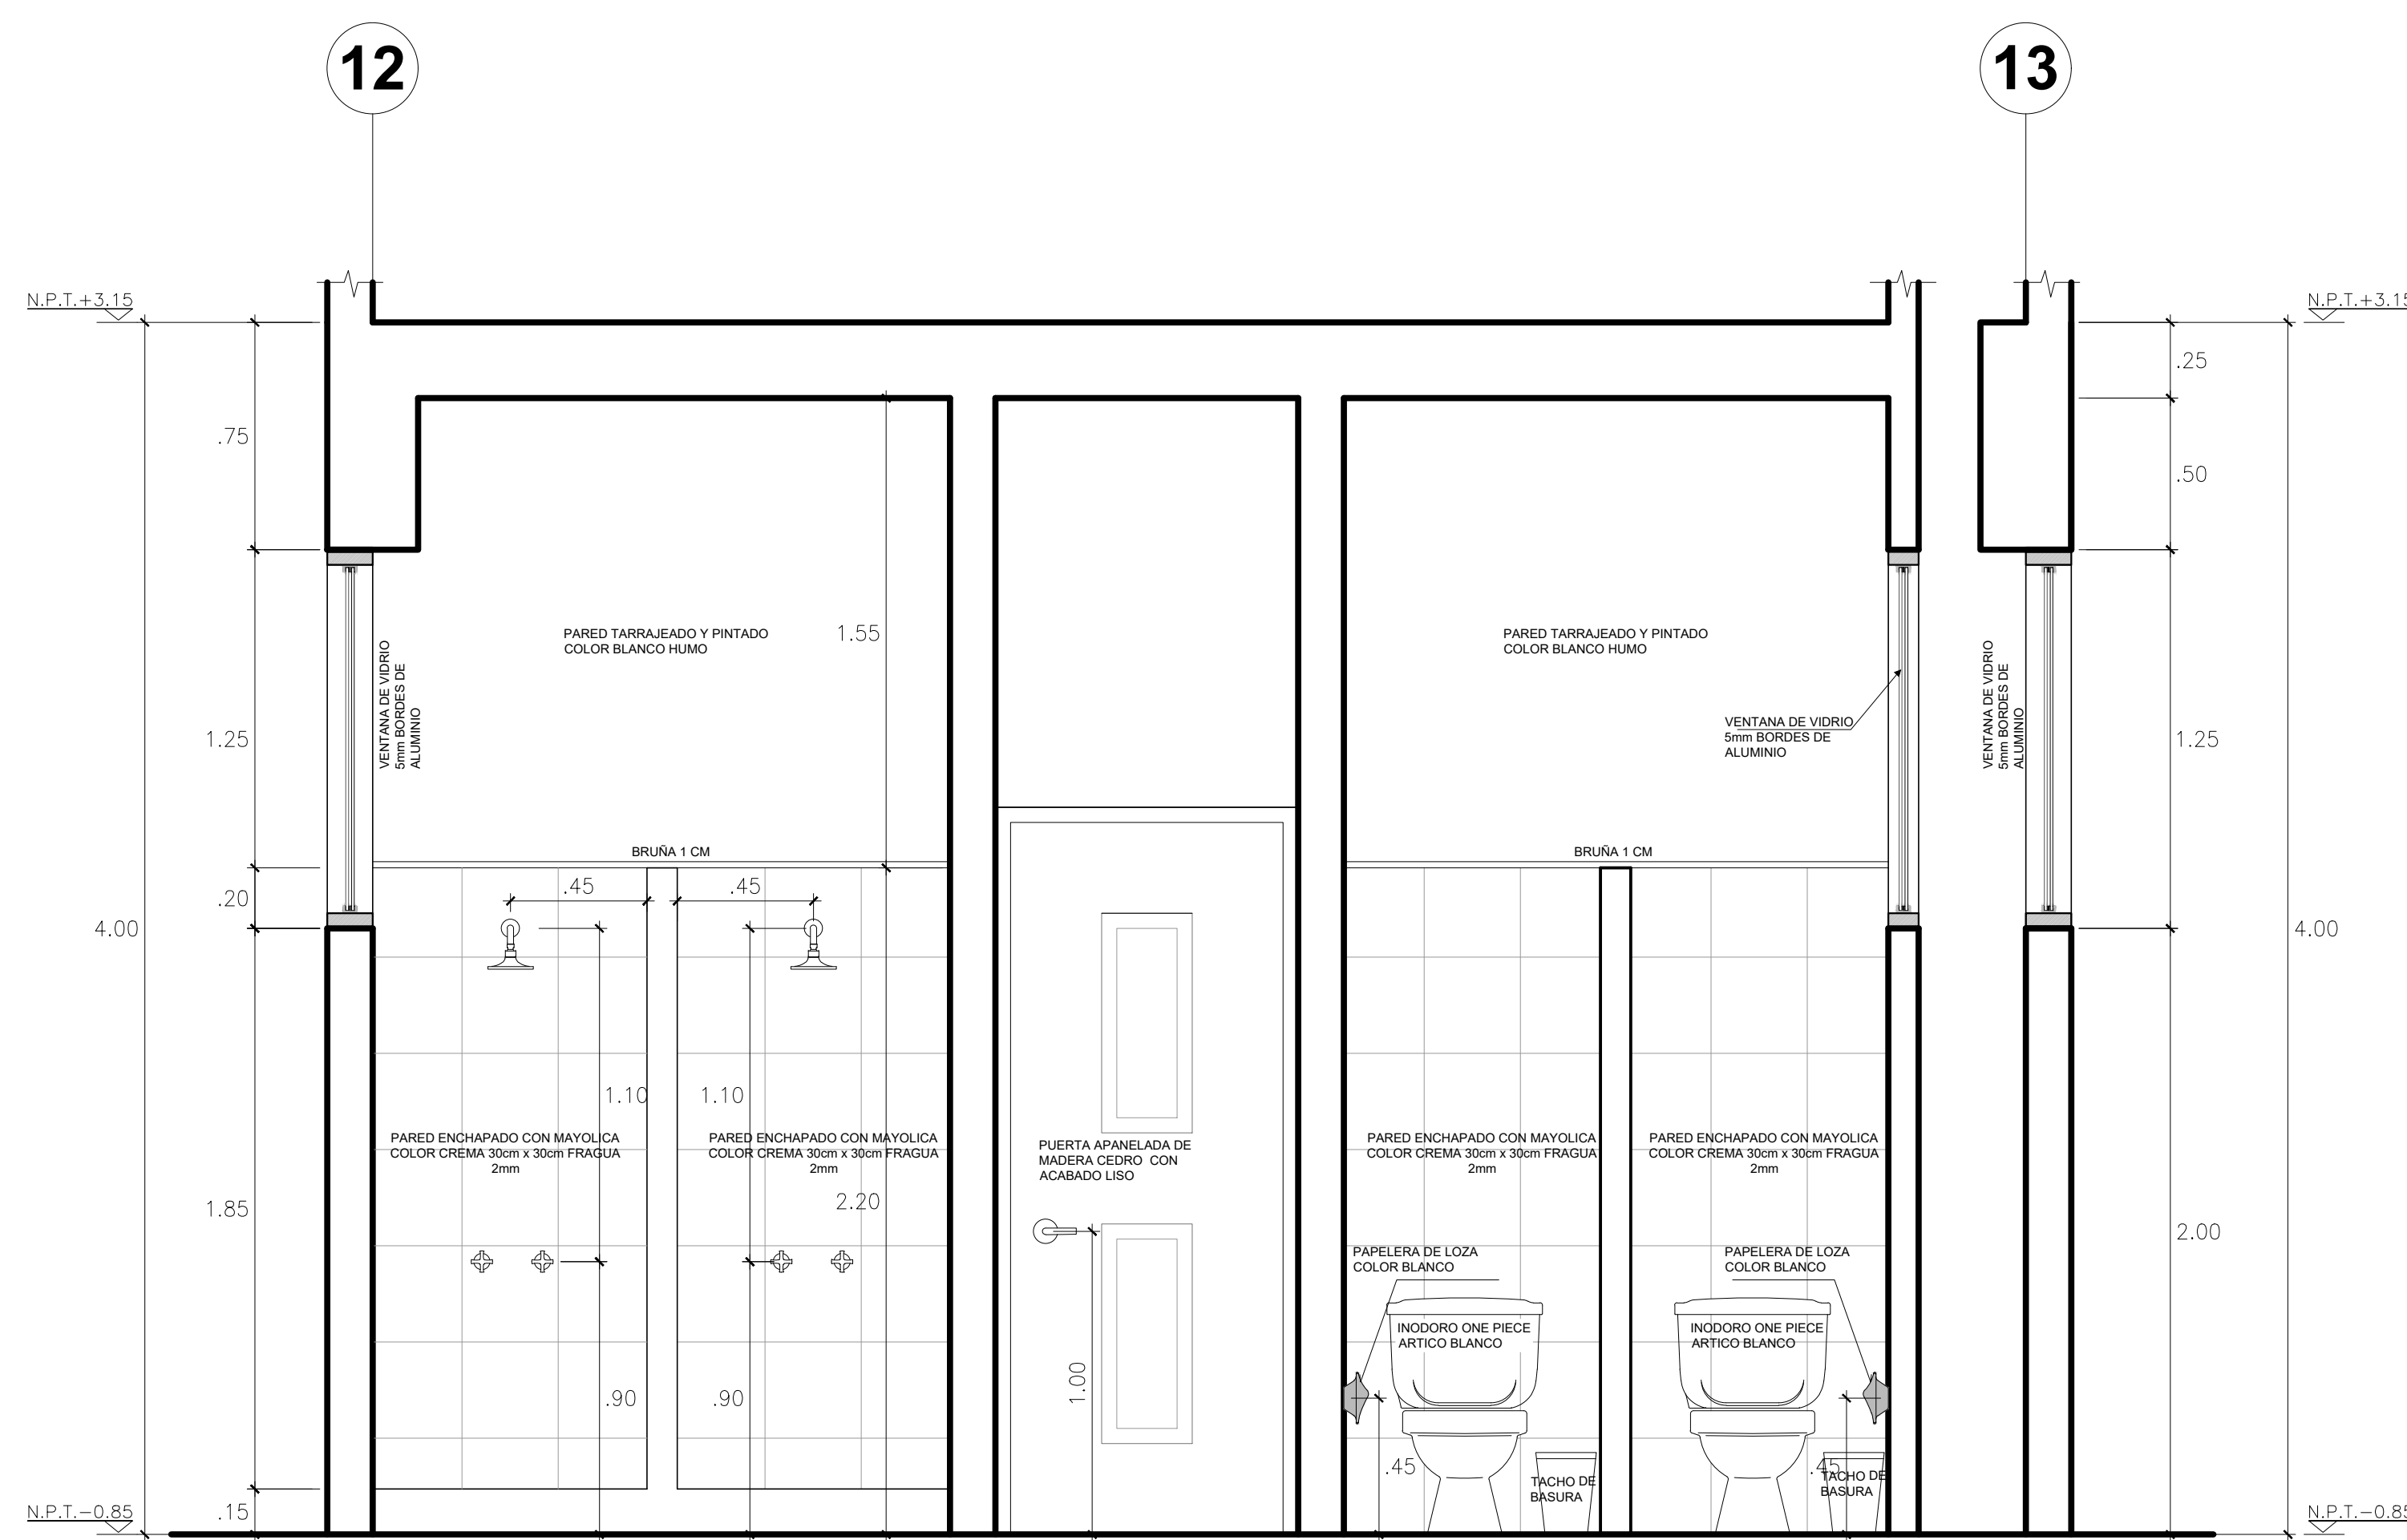 12
13
N.P.T.+3.15
N.P.T.+3.15
.25
.75
.50
PARED TARRAJEADO Y PINTADO
COLOR BLANCO HUMO
1.55
PARED TARRAJEADO Y PINTADO
COLOR BLANCO HUMO
VENTANA DE VIDRIO
5mm BORDES DE
ALUMINIO
VENTANA DE VIDRIO
5mm BORDES DE
ALUMINIO
VENTANA DE VIDRIO
5mm BORDES DE
ALUMINIO
1.25
1.25
BRUÑA 1 CM
BRUÑA 1 CM
.45
.45
.20
4.00
4.00
1.10
1.10
PARED ENCHAPADO CON MAYOLICA
COLOR CREMA 30cm x 30cm FRAGUA
2mm
PARED ENCHAPADO CON MAYOLICA
COLOR CREMA 30cm x 30cm FRAGUA
2mm
PUERTA APANELADA DE
MADERA CEDRO CON
ACABADO LISO
PARED ENCHAPADO CON MAYOLICA
COLOR CREMA 30cm x 30cm FRAGUA
2mm
PARED ENCHAPADO CON MAYOLICA
COLOR CREMA 30cm x 30cm FRAGUA
2mm
1.85
2.20
2.00
PAPELERA DE LOZA
COLOR BLANCO
PAPELERA DE LOZA
COLOR BLANCO
INODORO ONE PIECE
ARTICO BLANCO
INODORO ONE PIECE
ARTICO BLANCO
.90
.90
1.00
.45
.45
TACHO DE
BASURA
TACHO DE
BASURA
.15
N.P.T.−0.85
N.P.T.−0.85